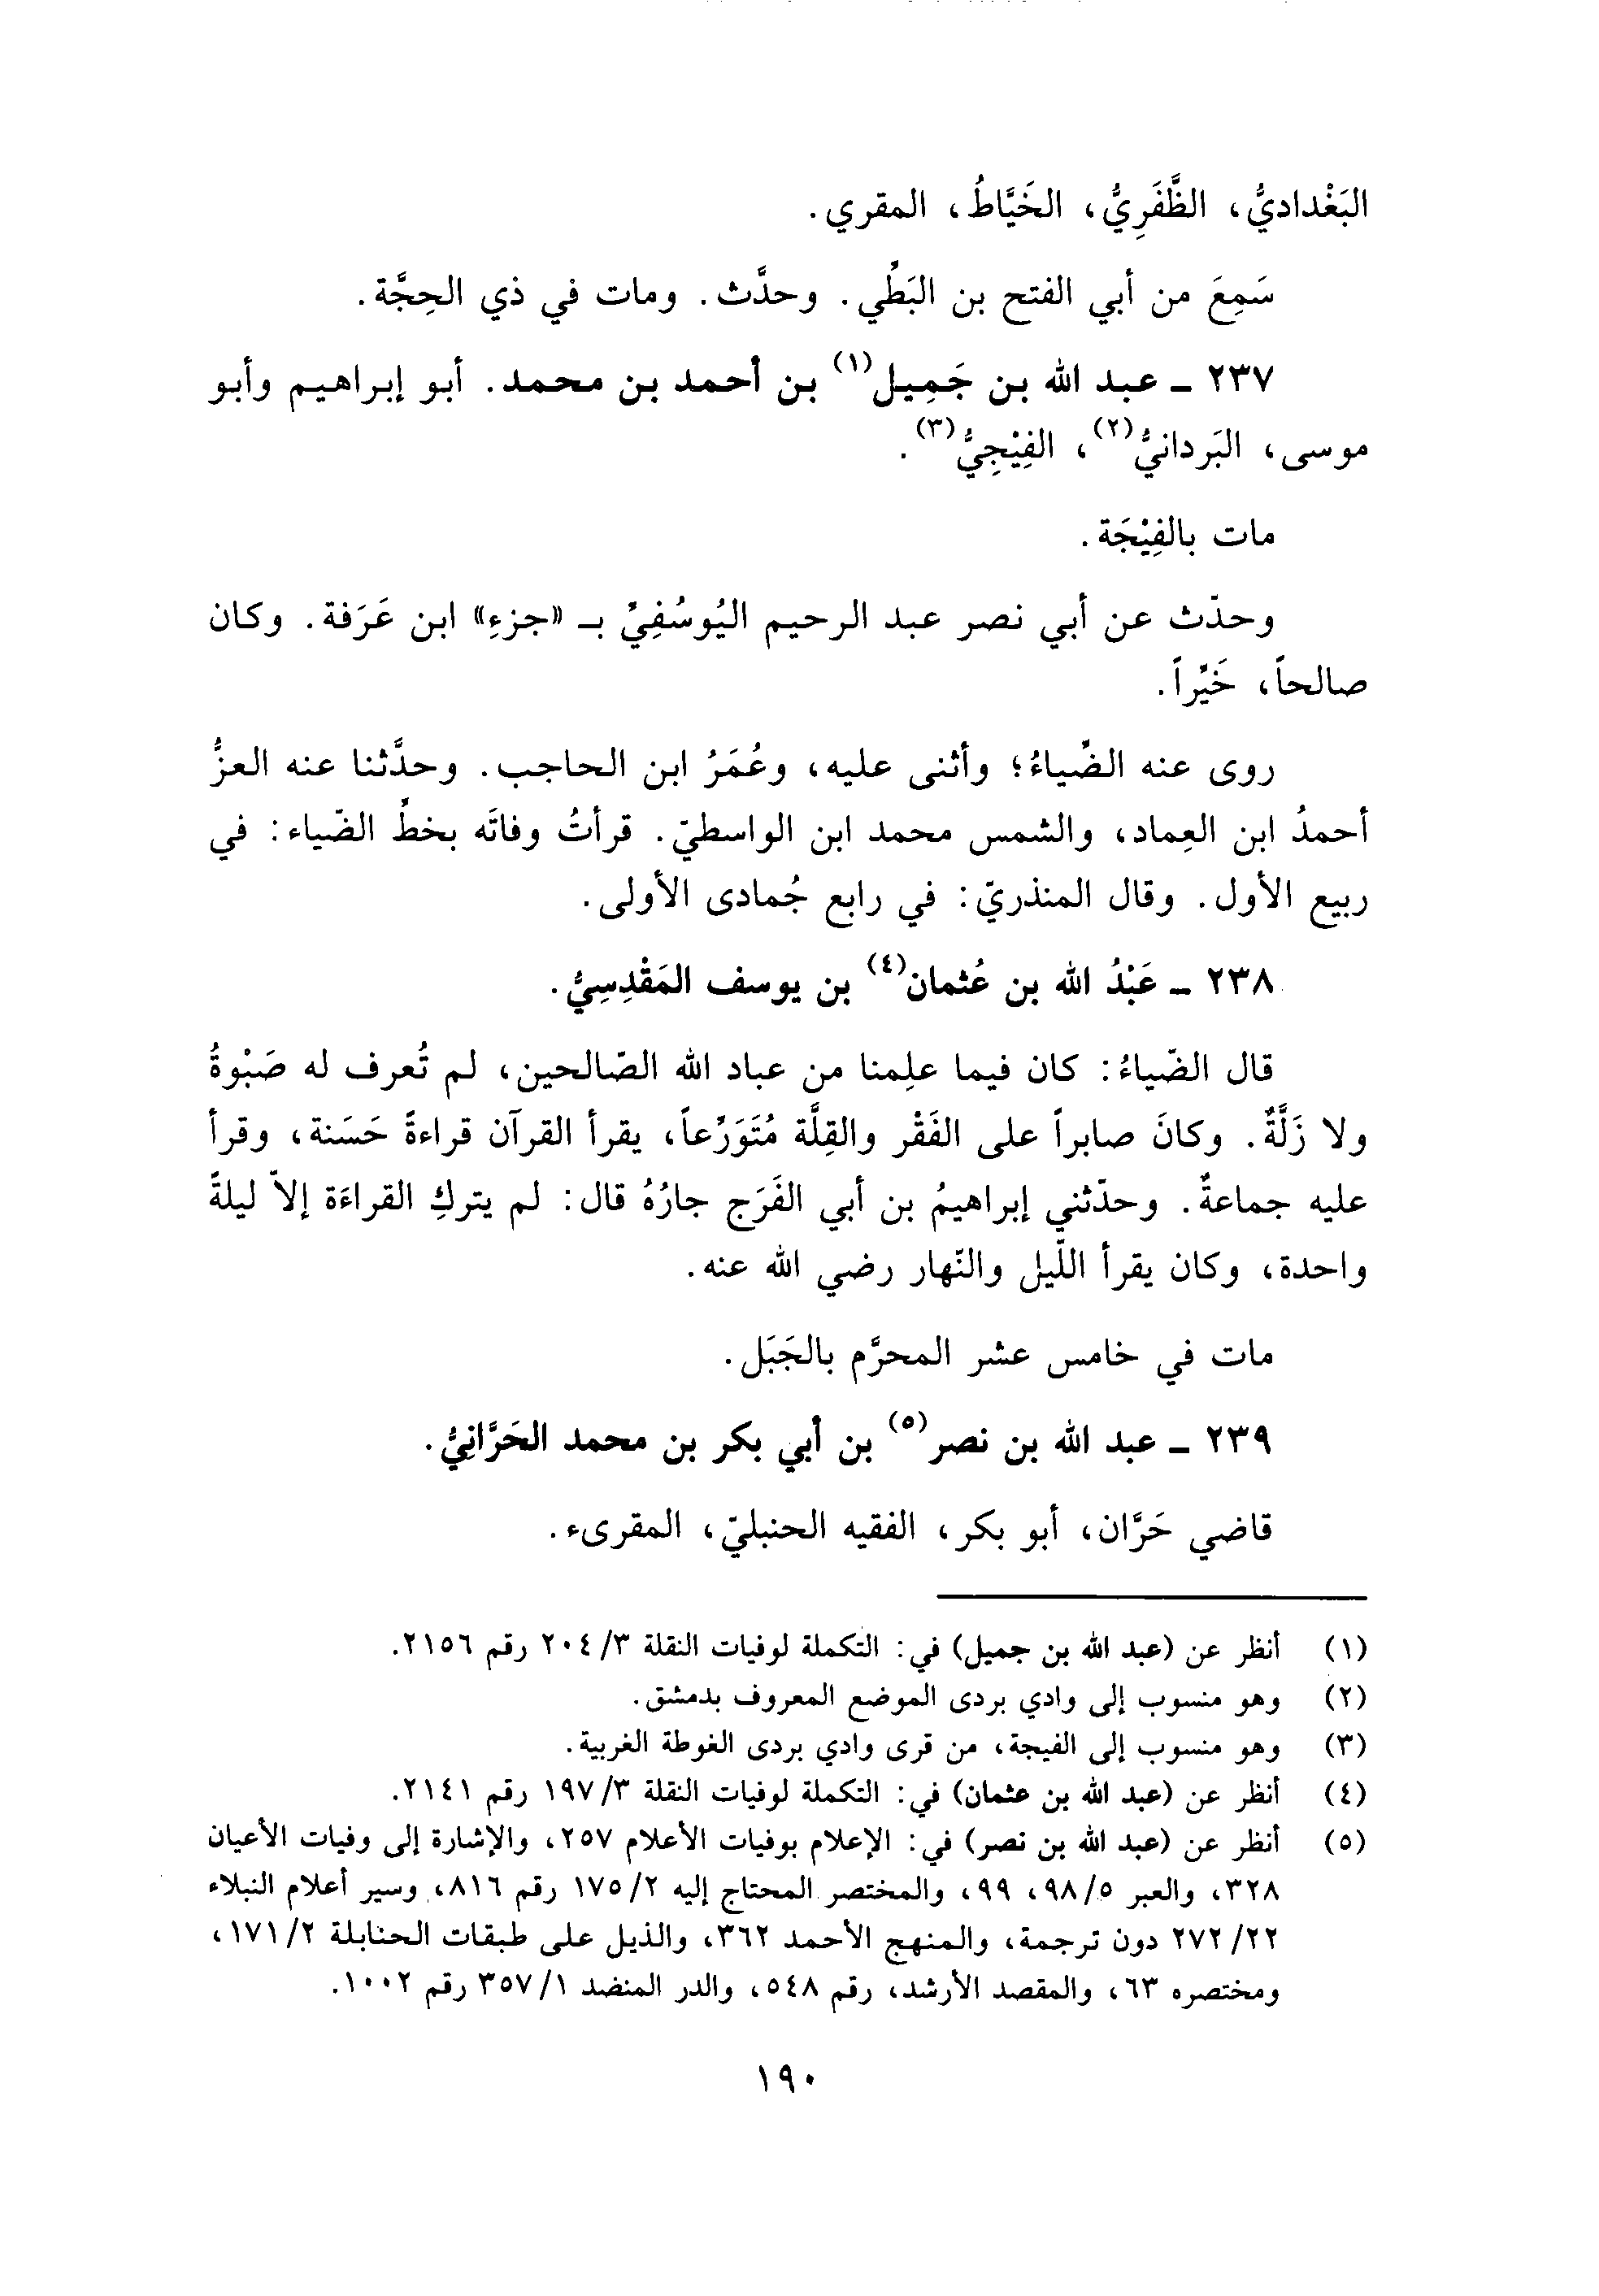 البَغْداديُّ، الظَّفَرِيُّ، الخَيَّاطُ، المقري.
سَمِعَ من أبي الفتح بن البَطِّي. وحدَّث. ومات في ذي الحِجَّة.
٢٣٧ ـ عبد الله بن جَمِيل(١) بن أحمد بن محمد. أبو إبراهيم وأبو
موسى، البَردانيُّ(٢)، الفِيْجِيُّ(٣).
مات بالفِيْجَة.
وحدّث عن أبي نصر عبد الرحيم اليُوسُفِيِّ بـ «جزءِ» ابن عَرَفة. وكان
صالحاً، خَيِّراً.
روى عنه الضِّياءُ؛ وأثنى عليه، وعُمَرُ ابن الحاجب. وحدَّثنا عنه العزُّ
أحمدُ ابن العِماد، والشمس محمد ابن الواسطيّ. قرأتُ وفاتَه بخطِّ الضّياء: في
ربيع الأول. وقال المنذريّ: في رابع جُمادى الأولى.
٢٣٨ ـ عَبْدُ الله بن عُثمان(٤) بن يوسف المَقْدِسِيُّ.
قال الضّياءُ: كان فيما علِمنا من عباد الله الصّالحين، لم تُعرف له صَبْوةُ
ولا زَلَّةٌ. وكانَ صابراً على الفَقْر والقِلَّة مُتَوَرِّعاً، يقرأ القرآن قراءةً حَسَنة، وقرأ
عليه جماعةٌ. وحدّثني إبراهيمُ بن أبي الفَرَج جارُهُ قال: لم يتركِ القراءَة إلاّ ليلةً
واحدة، وكان يقرأ اللّيل والنّهار رضي الله عنه.
مات في خامس عشر المحرَّم بالجَبَل.
٢٣٩ ـ عبد الله بن نصر(٥) بن أبي بكر بن محمد الحَرَّانِيُّ.
قاضي حَرَّان، أبو بكر، الفقيه الحنبليّ، المقرىء.
(١) أنظر عن (عبد الله بن جميل) في: التكملة لوفيات النقلة ٣/ ٢٠٤ رقم ٢١٥٦.
(٢) وهو منسوب إلى وادي بردى الموضع المعروف بدمشق.
(٣) وهو منسوب إلى الفيجة، من قرى وادي بردى الغوطة الغربية.
(٤) أنظر عن (عبد الله بن عثمان) في: التكملة لوفيات النقلة ٣/ ١٩٧ رقم ٢١٤١.
(٥) أنظر عن (عبد الله بن نصر) في: الإعلام بوفيات الأعلام ٢٥٧، والإشارة إلى وفيات الأعيان
٣٢٨، والعبر ٥/ ٩٨، ٩٩، والمختصر المحتاج إليه ٢/ ١٧٥ رقم ٨١٦، وسير أعلام النبلاء
٢٢/ ٢٧٢ دون ترجمة، والمنهج الأحمد ٣٦٢، والذيل على طبقات الحنابلة ٢/ ١٧١،
ومختصره ٦٣، والمقصد الأرشد، رقم ٥٤٨، والدر المنضد ١/ ٣٥٧ رقم ١٠٠٢.
١٩٠